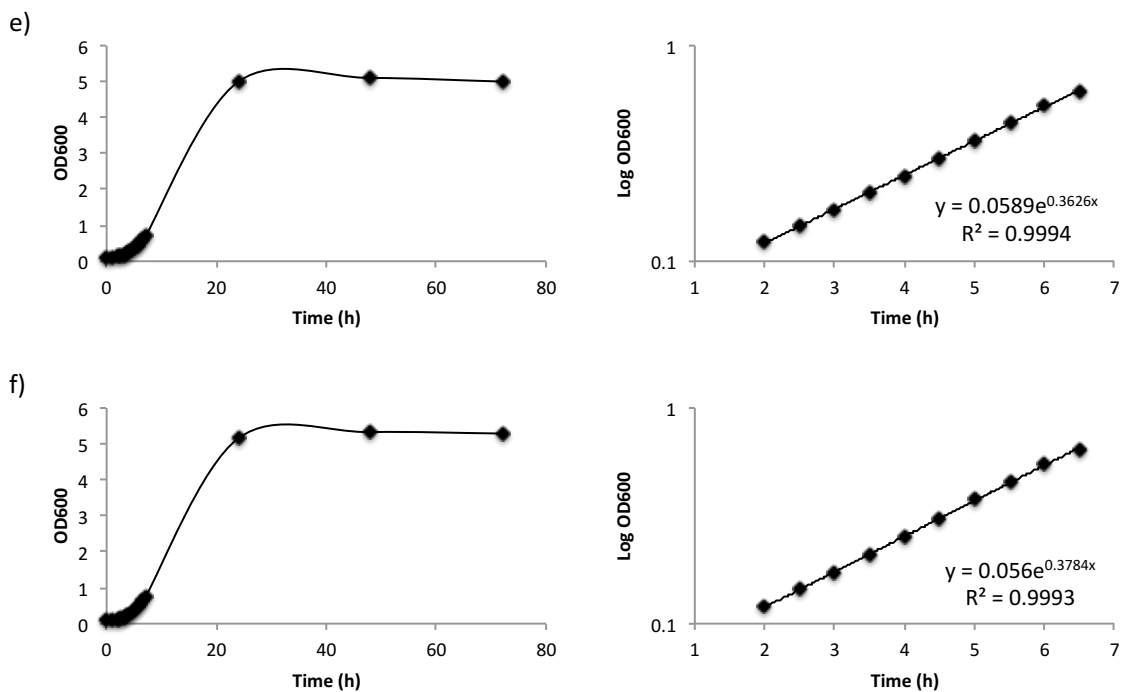 e)
6
5
4
3
2
1
0
OD600
0 20 40 60 80
Time (h)
1
0.1
Log OD600
y = 0.0589e^0.3626x
R² = 0.9994
1 2 3 4 5 6 7
Time (h)
f)
6
5
4
3
2
1
0
OD600
0 20 40 60 80
Time (h)
1
0.1
Log OD600
y = 0.056e^0.3784x
R² = 0.9993
1 2 3 4 5 6 7
Time (h)